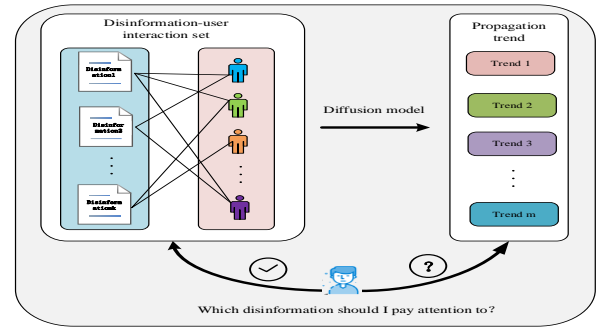 Disinformation-user
interaction set
Propagation
trend
Disinform
ation1
Disinfor
mation2
Disinform
ationk
Diffusion model
Trend 1
Trend 2
Trend 3
Trend m
?
Which disinformation should I pay attention to?